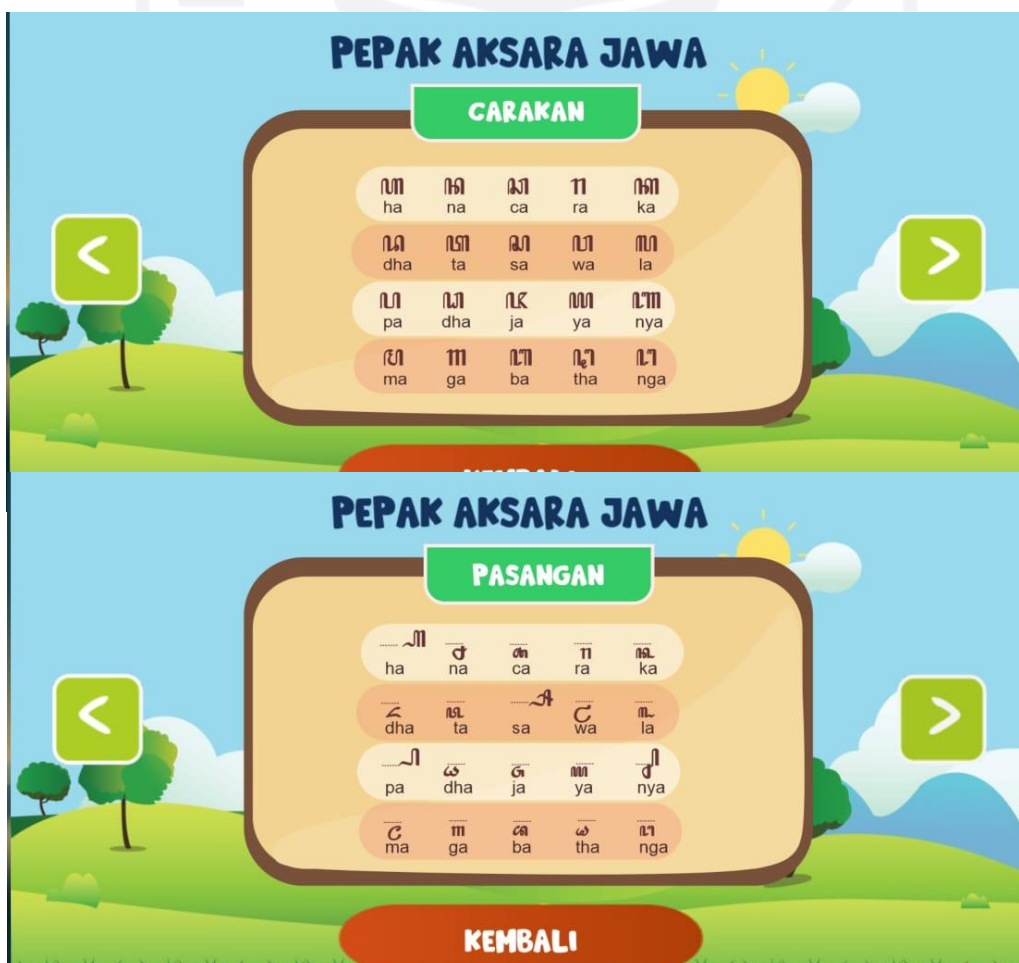 PEPAK AKSARA JAWA
CARAKAN
ꦲ ꦤ ꦕ ꦫ ꦏ
ha na ca ra ka
ꦢ ꦠ ꦱ ꦮ ꦭ
dha ta sa wa la
ꦥ ꦝ ꦗ ꦪ ꦚ
pa dha ja ya nya
ꦩ ꦒ ꦧ ꦛ ꦔ
ma ga ba tha nga
PEPAK AKSARA JAWA
PASANGAN
꧀ꦲ ꧀ꦤ ꧀ꦕ ꧀ꦫ ꧀ꦏ
ha na ca ra ka
꧀ꦢ ꧀ꦠ ꧀ꦱ ꧀ꦮ ꧀ꦭ
dha ta sa wa la
꧀ꦥ ꧀ꦝ ꧀ꦗ ꧀ꦪ ꧀ꦚ
pa dha ja ya nya
꧀ꦩ ꧀ꦒ ꧀ꦧ ꧀ꦛ ꧀ꦔ
ma ga ba tha nga
KEMBALI